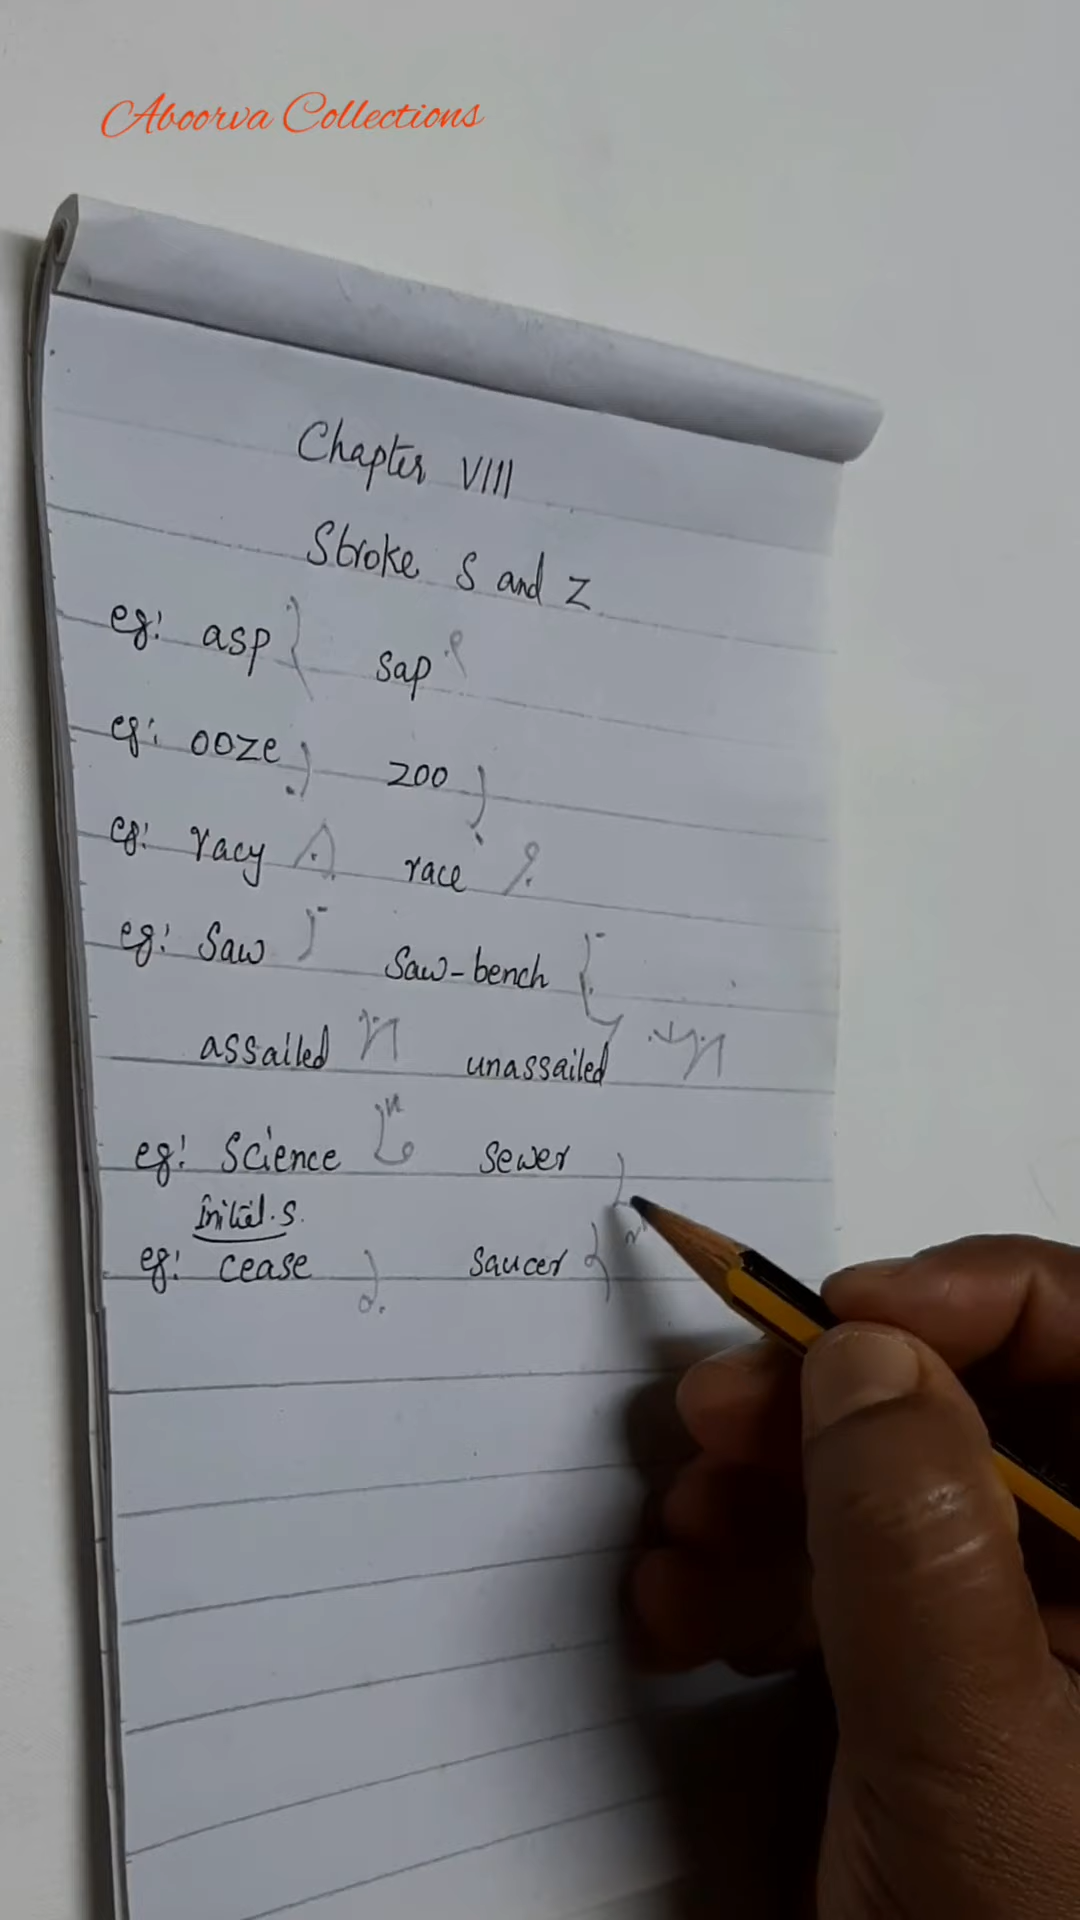 Aboorva Collections
Chapter VIII
Stroke S and Z
eg: asp sap
eg: ooze zoo
eg: racy race
eg: Saw Saw-bench
assailed unassailed
eg: Science Sewer
Initial S.
eg: cease saucer